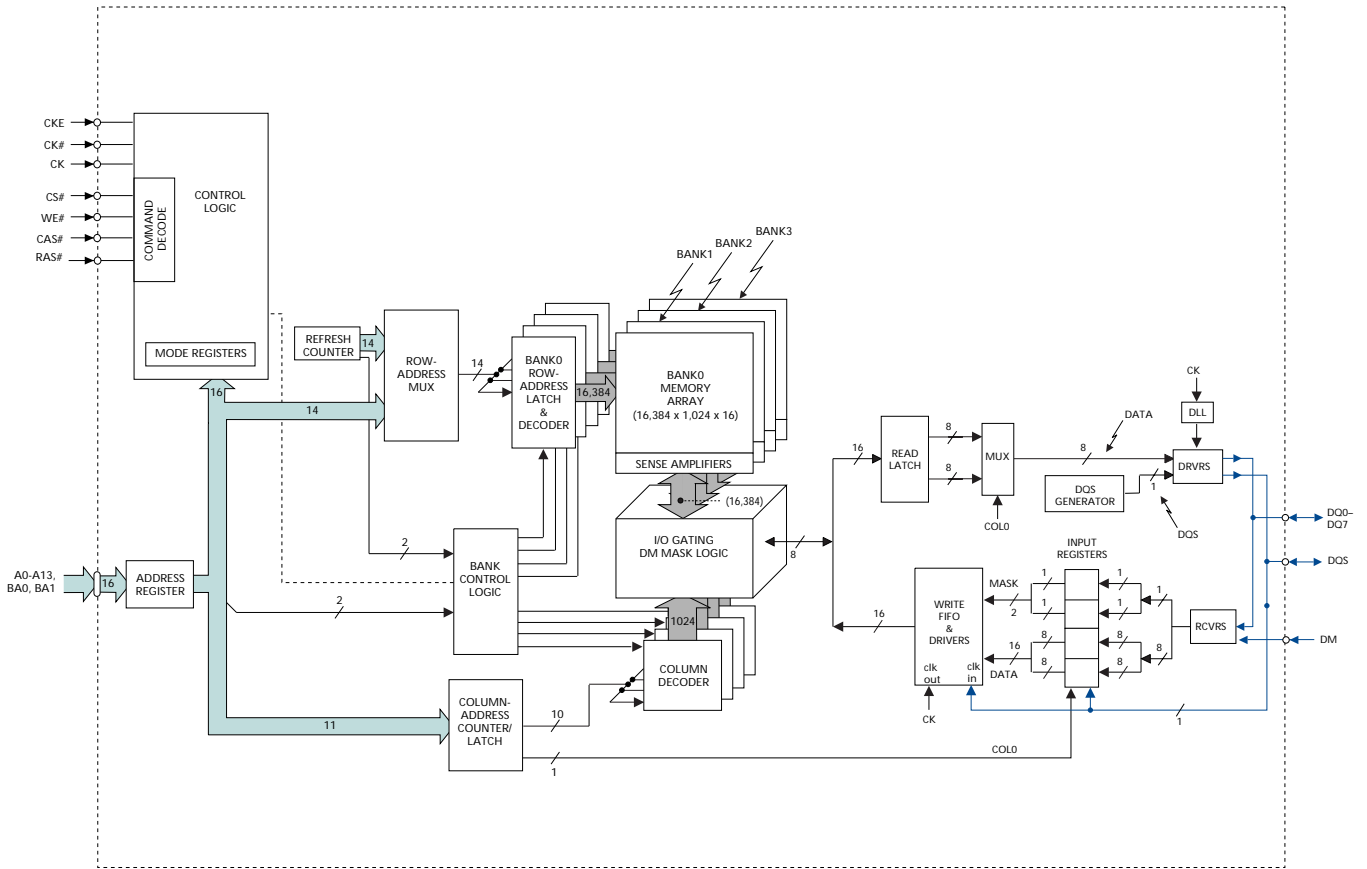 CKE
CK#
CK
CS#
WE#
CAS#
RAS#
COMMAND
DECODE
CONTROL
LOGIC
MODE REGISTERS
16
REFRESH
COUNTER
14
14
ROW-
ADDRESS
MUX
14
BANK0
ROW-
ADDRESS
LATCH
&
DECODER
16,384
BANK1
BANK2
BANK3
BANK0
MEMORY
ARRAY
(16,384 x 1,024 x 16)
SENSE AMPLIFIERS
(16,384)
I/O GATING
DM MASK LOGIC
8
16
READ
LATCH
8
8
MUX
COL0
8
DATA
CK
DLL
DRVRS
DQS
GENERATOR
1
DQS
DQ0–
DQ7
DQS
DM
A0-A13,
BA0, BA1
16
ADDRESS
REGISTER
2
2
BANK
CONTROL
LOGIC
1024
COLUMN
DECODER
11
COLUMN-
ADDRESS
COUNTER/
LATCH
10
1
COL0
16
WRITE
FIFO
&
DRIVERS
clk
out
clk
in
CK
MASK
2
16
DATA
INPUT
REGISTERS
1
1
8
8
1
1
8
8
1
8
RCVRS
1